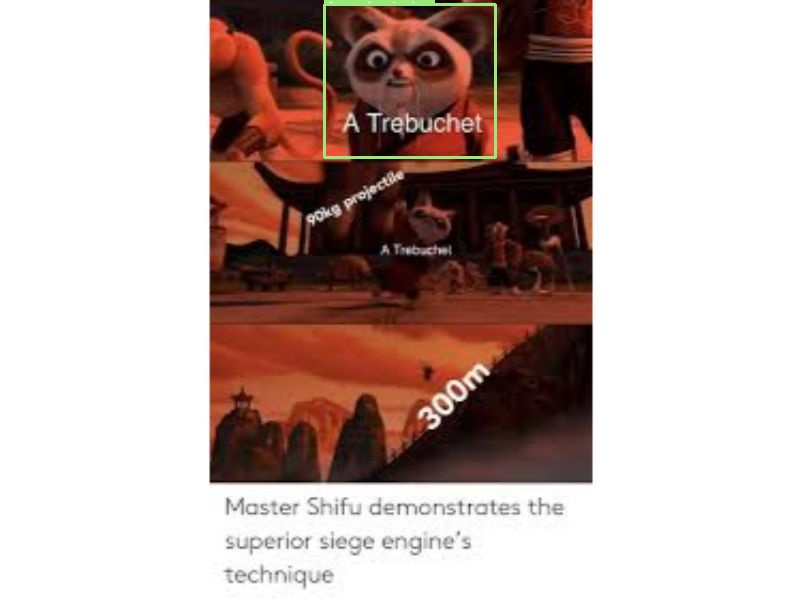 A Trebuchet
90kg projectile
A Trebuchet
300m
Master Shifu demonstrates the
superior siege engine's
technique